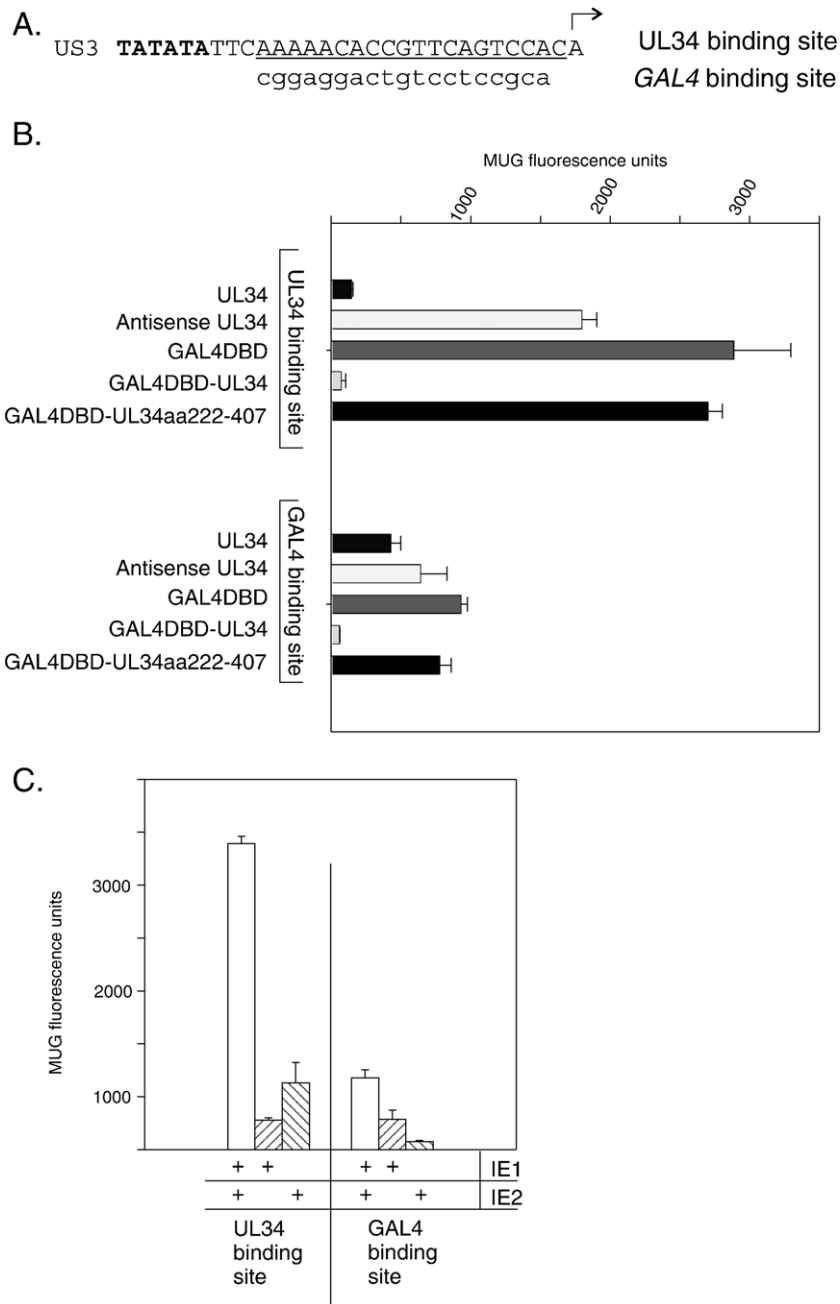 A.
US3 TATATATTCAAAAACACCGTTCAGTCCACA UL34 binding site
cggaggactgtcctccgca GAL4 binding site
B.
MUG fluorescence units
1000 2000 3000
UL34 binding site
UL34
Antisense UL34
GAL4DBD
GAL4DBD-UL34
GAL4DBD-UL34aa222-407
GAL4 binding site
UL34
Antisense UL34
GAL4DBD
GAL4DBD-UL34
GAL4DBD-UL34aa222-407
C.
MUG fluorescence units
3000
2000
1000
+ + + + IE1
+ + + + IE2
UL34 GAL4
binding binding
site site